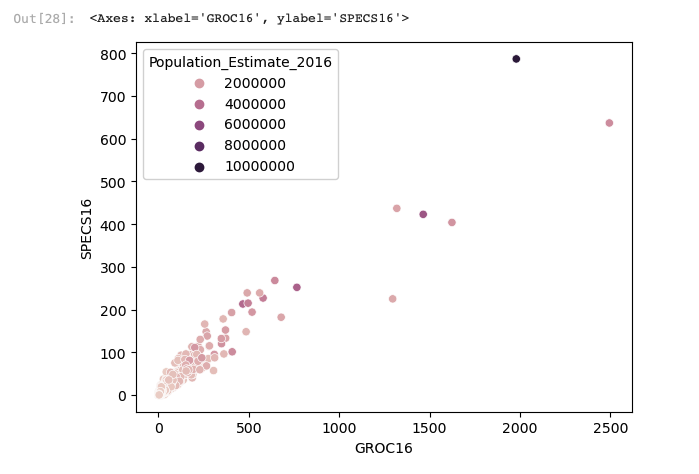 Out[28]: <Axes: xlabel='GROC16', ylabel='SPECS16'>
Population_Estimate_2016
2000000
4000000
6000000
8000000
10000000
800
700
600
500
400
300
200
100
0
SPECS16
0 500 1000 1500 2000 2500
GROC16